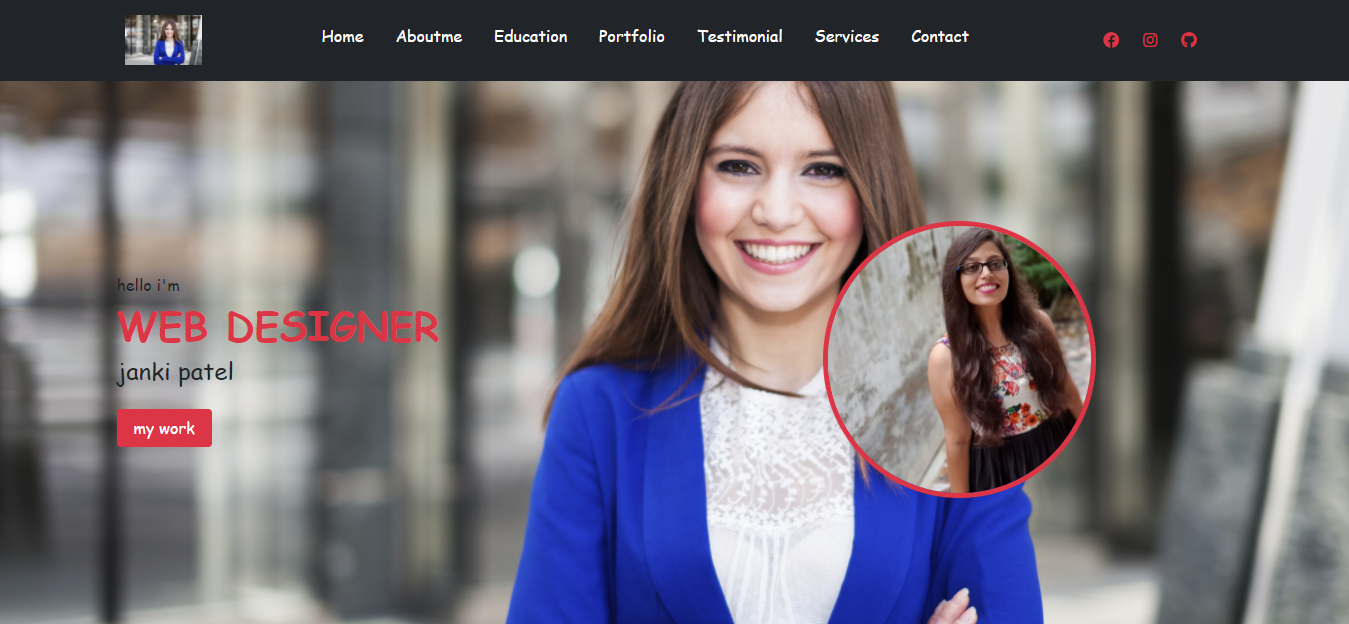 Home Aboutme Education Portfolio Testimonial Services Contact
hello i'm
WEB DESIGNER
janki patel
my work